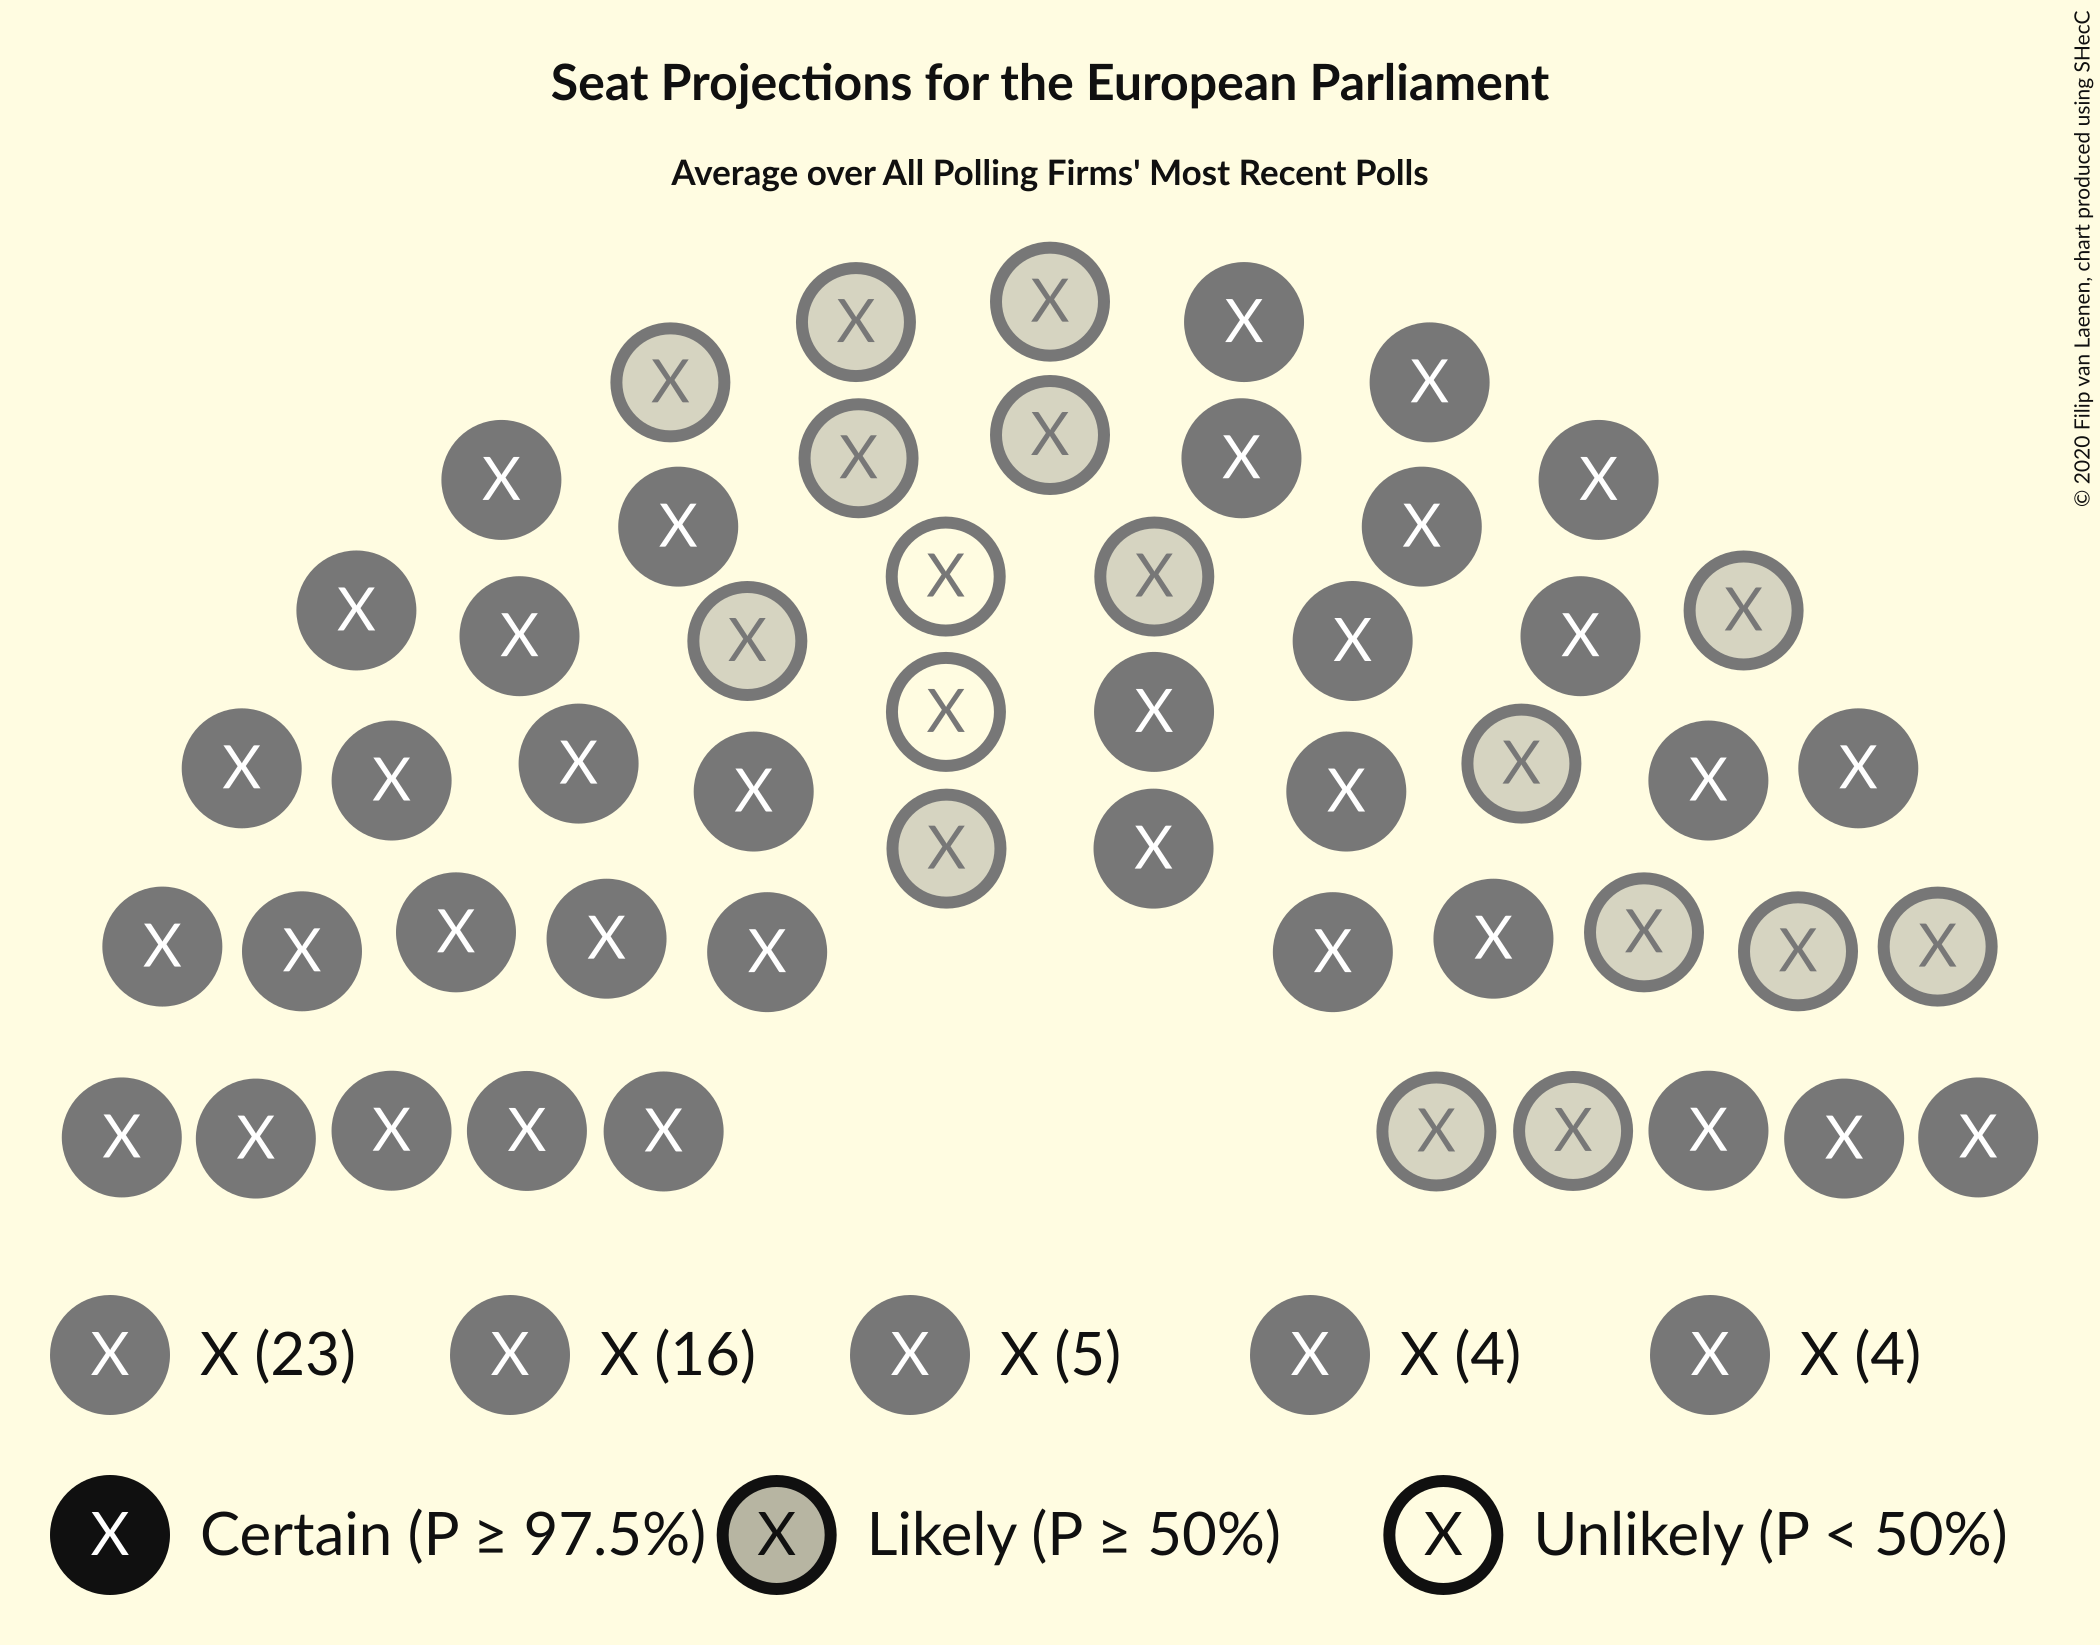 Seat Projections for the European Parliament
Average over All Polling Firms' Most Recent Polls
© 2020 Filip van Laenen, chart produced using SHecC
X X X
X X
X X X X X
X X
X X
X X X X X X
X X
X X X X X X X X
X X
X X X X X X X X X X
X X X X X X X X X X
X X (23) X X (16) X X (5) X X (4) X X (4)
X Certain (P ≥ 97.5%) X Likely (P ≥ 50%) X Unlikely (P < 50%)